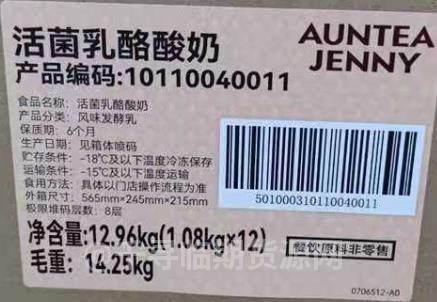 活菌乳酪酸奶
AUNTEA
JENNY
产品编码:10110040011
食品名称: 活菌乳酪酸奶
产品分类: 风味发酵乳
保质期: 6个月
生产日期: 见箱体喷码
贮存条件: -18℃及以下温度冷冻保存
运输条件: -15℃及以下温度运输
食用方法: 具体以门店操作流程为准
外箱尺寸: 565mm×245mm×215mm
极限堆码层数: 8层
501000310110040011
净含量:12.96kg(1.08kg×12)
毛重: 14.25kg
餐饮原料非零售
临期货源网
0706512-A0